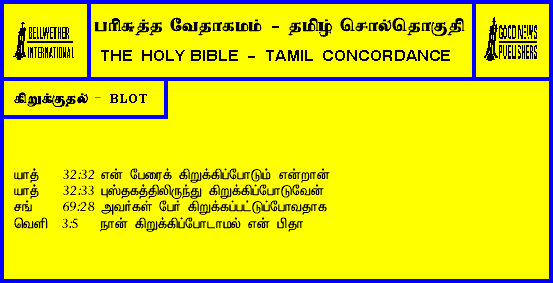 BELLWETHER
INTERNATIONAL
பரிசுத்த வேதாகமம் - தமிழ் சொல்தொகுதி
THE HOLY BIBLE - TAMIL CONCORDANCE
GOOD NEWS
PUBLISHERS
கிறுக்குதல் - BLOT
யாத் 32:32 என் பேரைக் கிறுக்கிப்போடும் என்றான்
யாத் 32:33 புஸ்தகத்திலிருந்து கிறுக்கிப்போடுவேன்
சங் 69:28 அவர்கள் பேர் கிறுக்கப்பட்டுப்போவதாக
வெளி 3:5 நான் கிறுக்கிப்போடாமல் என் பிதா